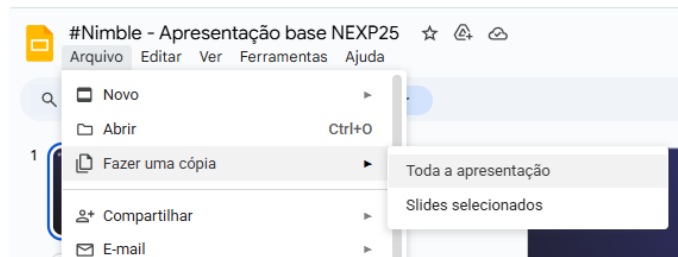 #Nimble - Apresentação base NEXP25
Arquivo Editar Ver Ferramentas Ajuda
Novo
Abrir Ctrl+O
1
Fazer uma cópia
Toda a apresentação
Slides selecionados
Compartilhar
E-mail